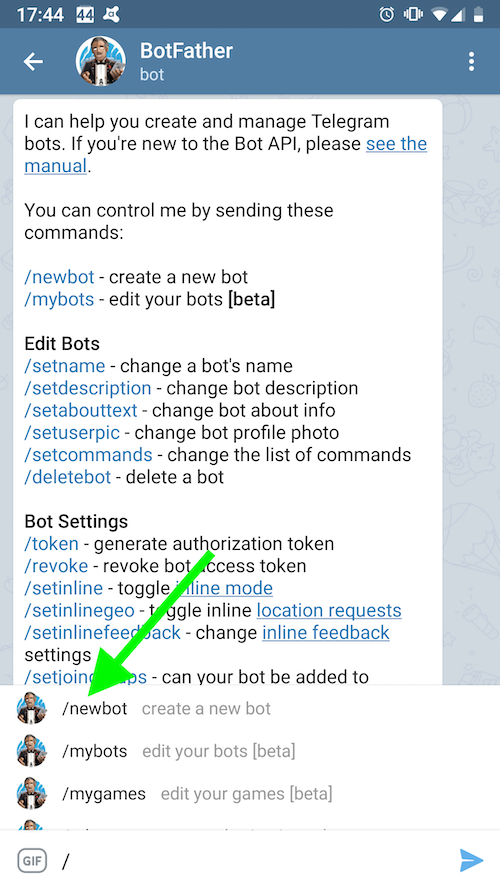 17:44 44
BotFather
bot
I can help you create and manage Telegram
bots. If you're new to the Bot API, please see the
manual.
You can control me by sending these
commands:
/newbot - create a new bot
/mybots - edit your bots [beta]
Edit Bots
/setname - change a bot's name
/setdescription - change bot description
/setabouttext - change bot about info
/setuserpic - change bot profile photo
/setcommands - change the list of commands
/deletebot - delete a bot
Bot Settings
/token - generate authorization token
/revoke - revoke bot access token
/setinline - toggle inline mode
/setinlinegeo - toggle inline location requests
/setinlinefeedback - change inline feedback
settings
- can your bot be added to
/newbot create a new bot
/mybots edit your bots [beta]
/mygames edit your games [beta]
GIF /